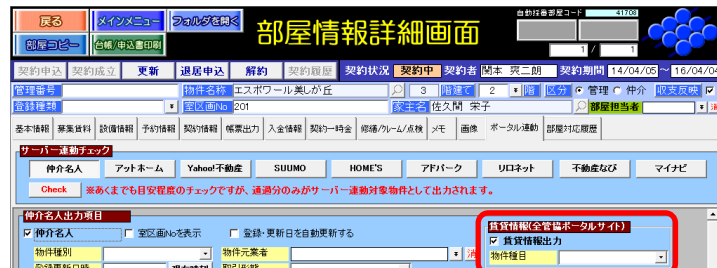 戻る メインメニュー フォルダを開く 部屋情報詳細画面 自動採番部屋コード 41708
部屋コピー 台帳/申込書印刷 1 / 1
契約申込 契約成立 更新 退居申込 解約 契約履歴 契約状況 契約中 契約者 関本 晃二朗 契約期間 14/04/05 ~ 16/04/04
管理番号 物件名称 エスポワール美しが丘 3 階建て 2 階 区分 管理 仲介 収支反映
登録種類 室区画No 201 家主名 佐久間 栄子 部屋担当者
基本情報 募集賃料 設備情報 予約情報 契約情報 帳票出力 入金情報 契約一時金 修繕/クレーム/点検 メモ 画像 ポータル連動 部屋対応履歴
サーバー連動チェック
仲介名人 アットホーム Yahoo!不動産 SUUMO HOME'S アドパーク リロネット 不動産なび マイナビ
Check ※あくまでも目安程度のチェックですが、通過分のみがサーバー連動対象物件として出力されます。
仲介名人出力項目 賃貸情報(全管協ポータルサイト)
仲介名人 室区画Noを表示 登録・更新日を自動更新する 賃貸情報出力
物件種別 物件元業者 消 物件種目